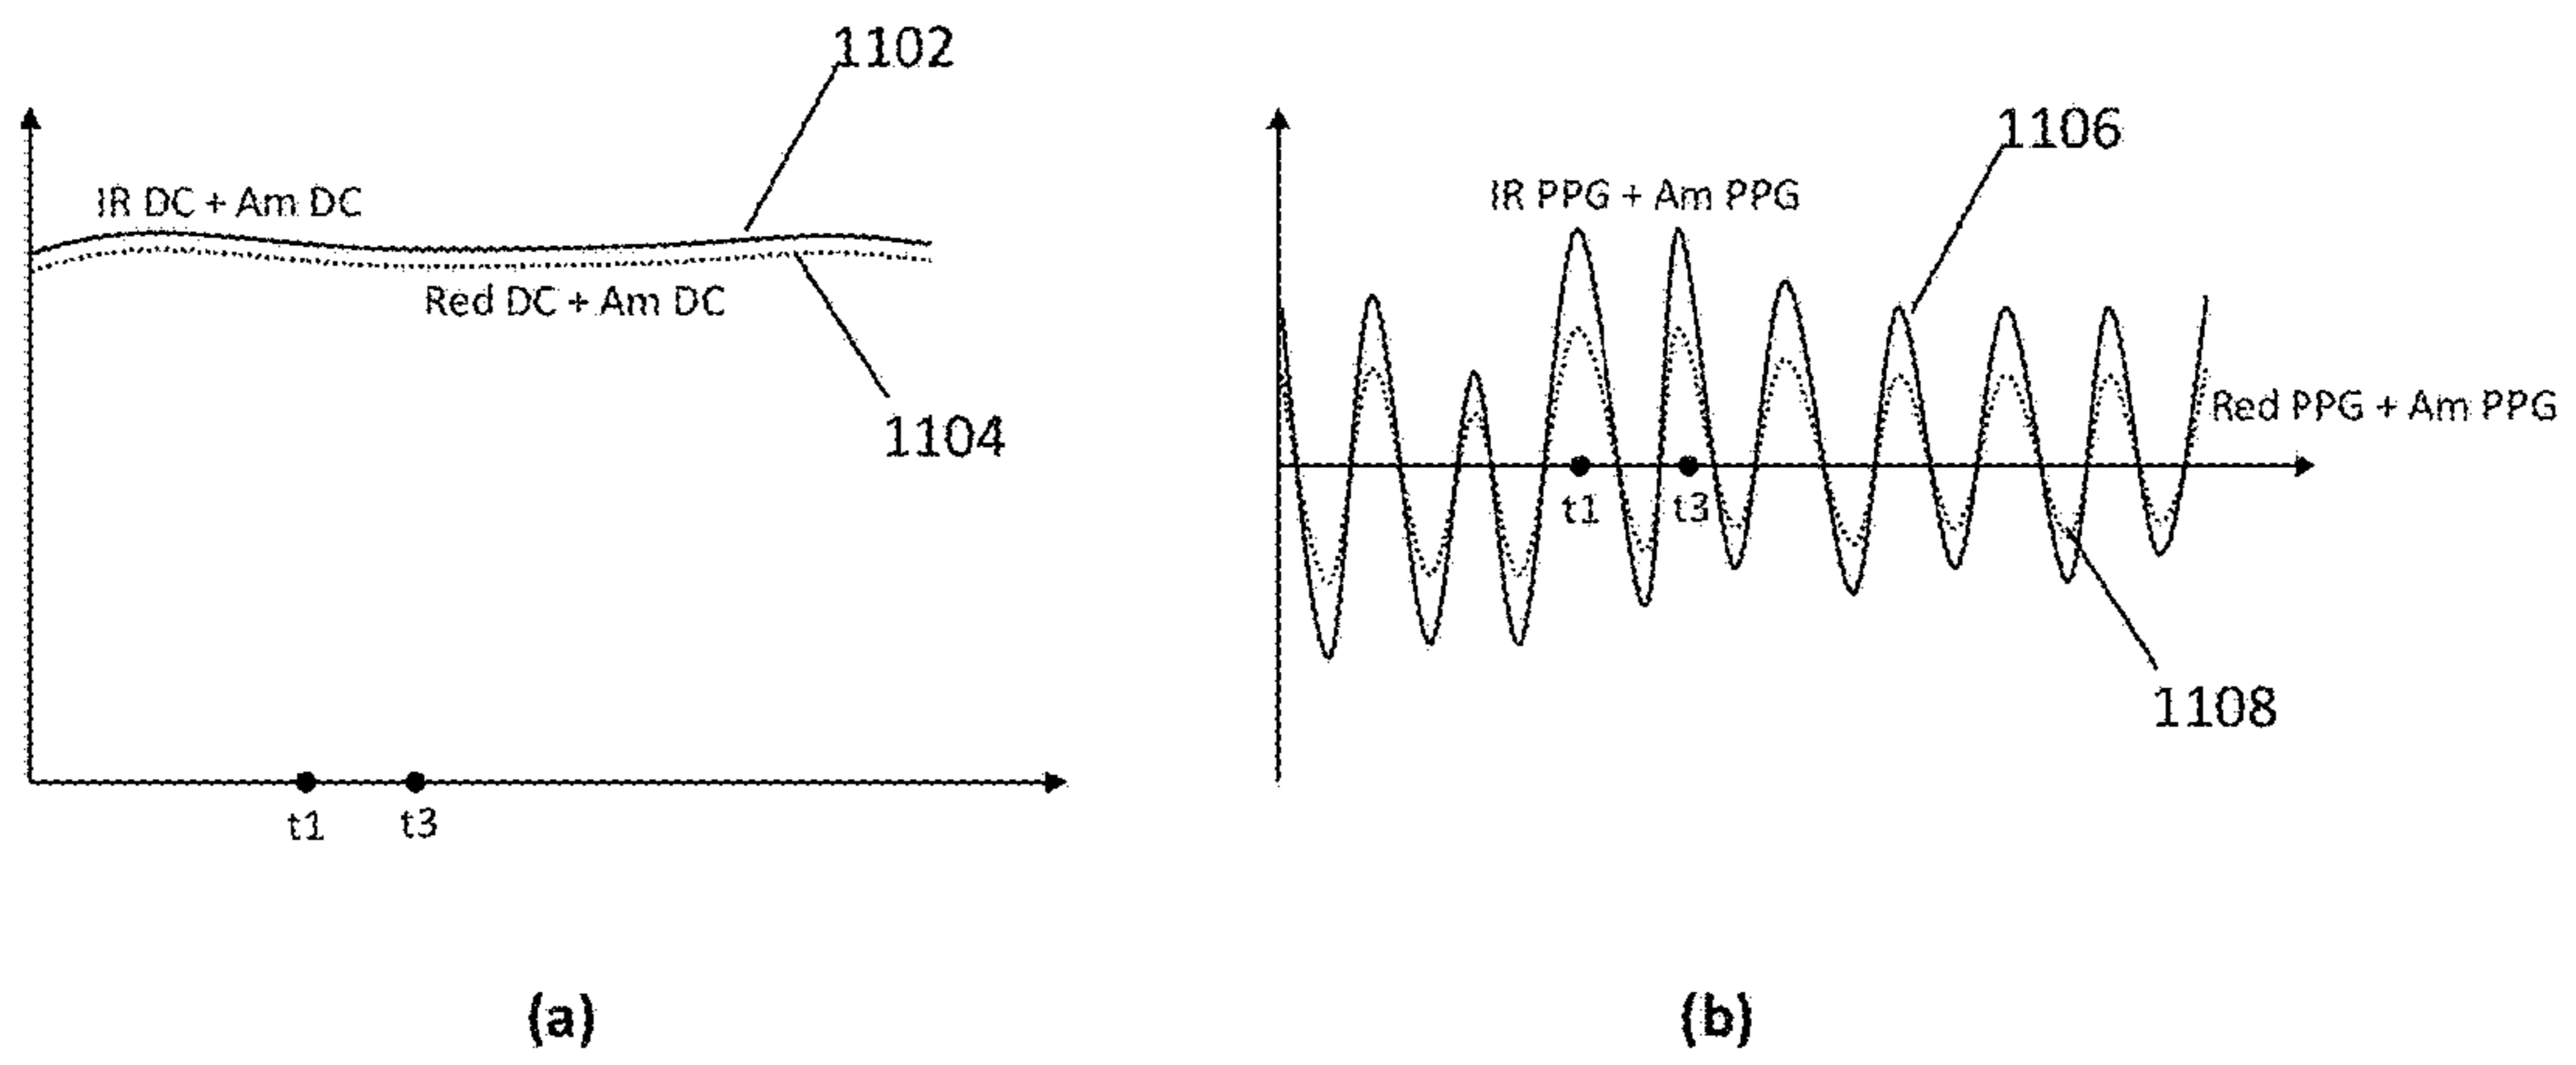 1102
1106
IR DC + Am DC
IR PPG + Am PPG
Red DC + Am DC
Red PPG + Am PPG
1104
t1
t3
1108
t1
t3
(a)
(b)